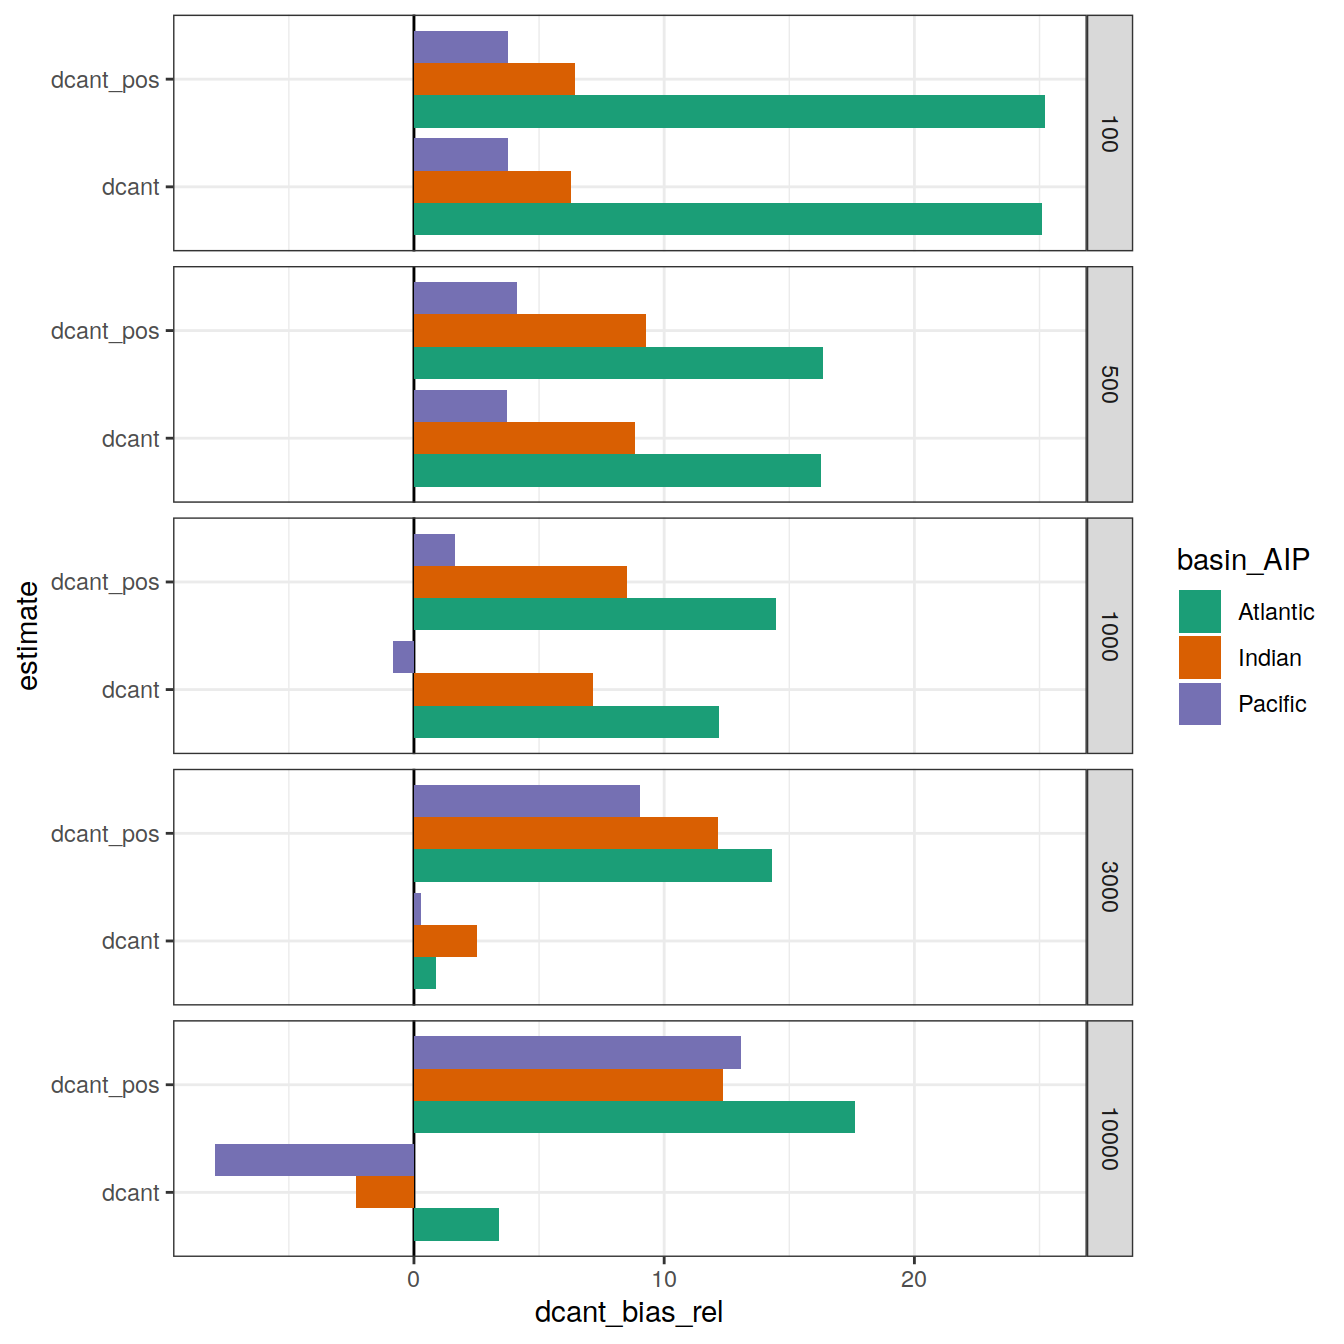 dcant_pos
dcant
100
dcant_pos
dcant
500
dcant_pos
dcant
1000
dcant_pos
dcant
3000
dcant_pos
dcant
10000
0 10 20
dcant_bias_rel
estimate
basin_AIP
Atlantic
Indian
Pacific